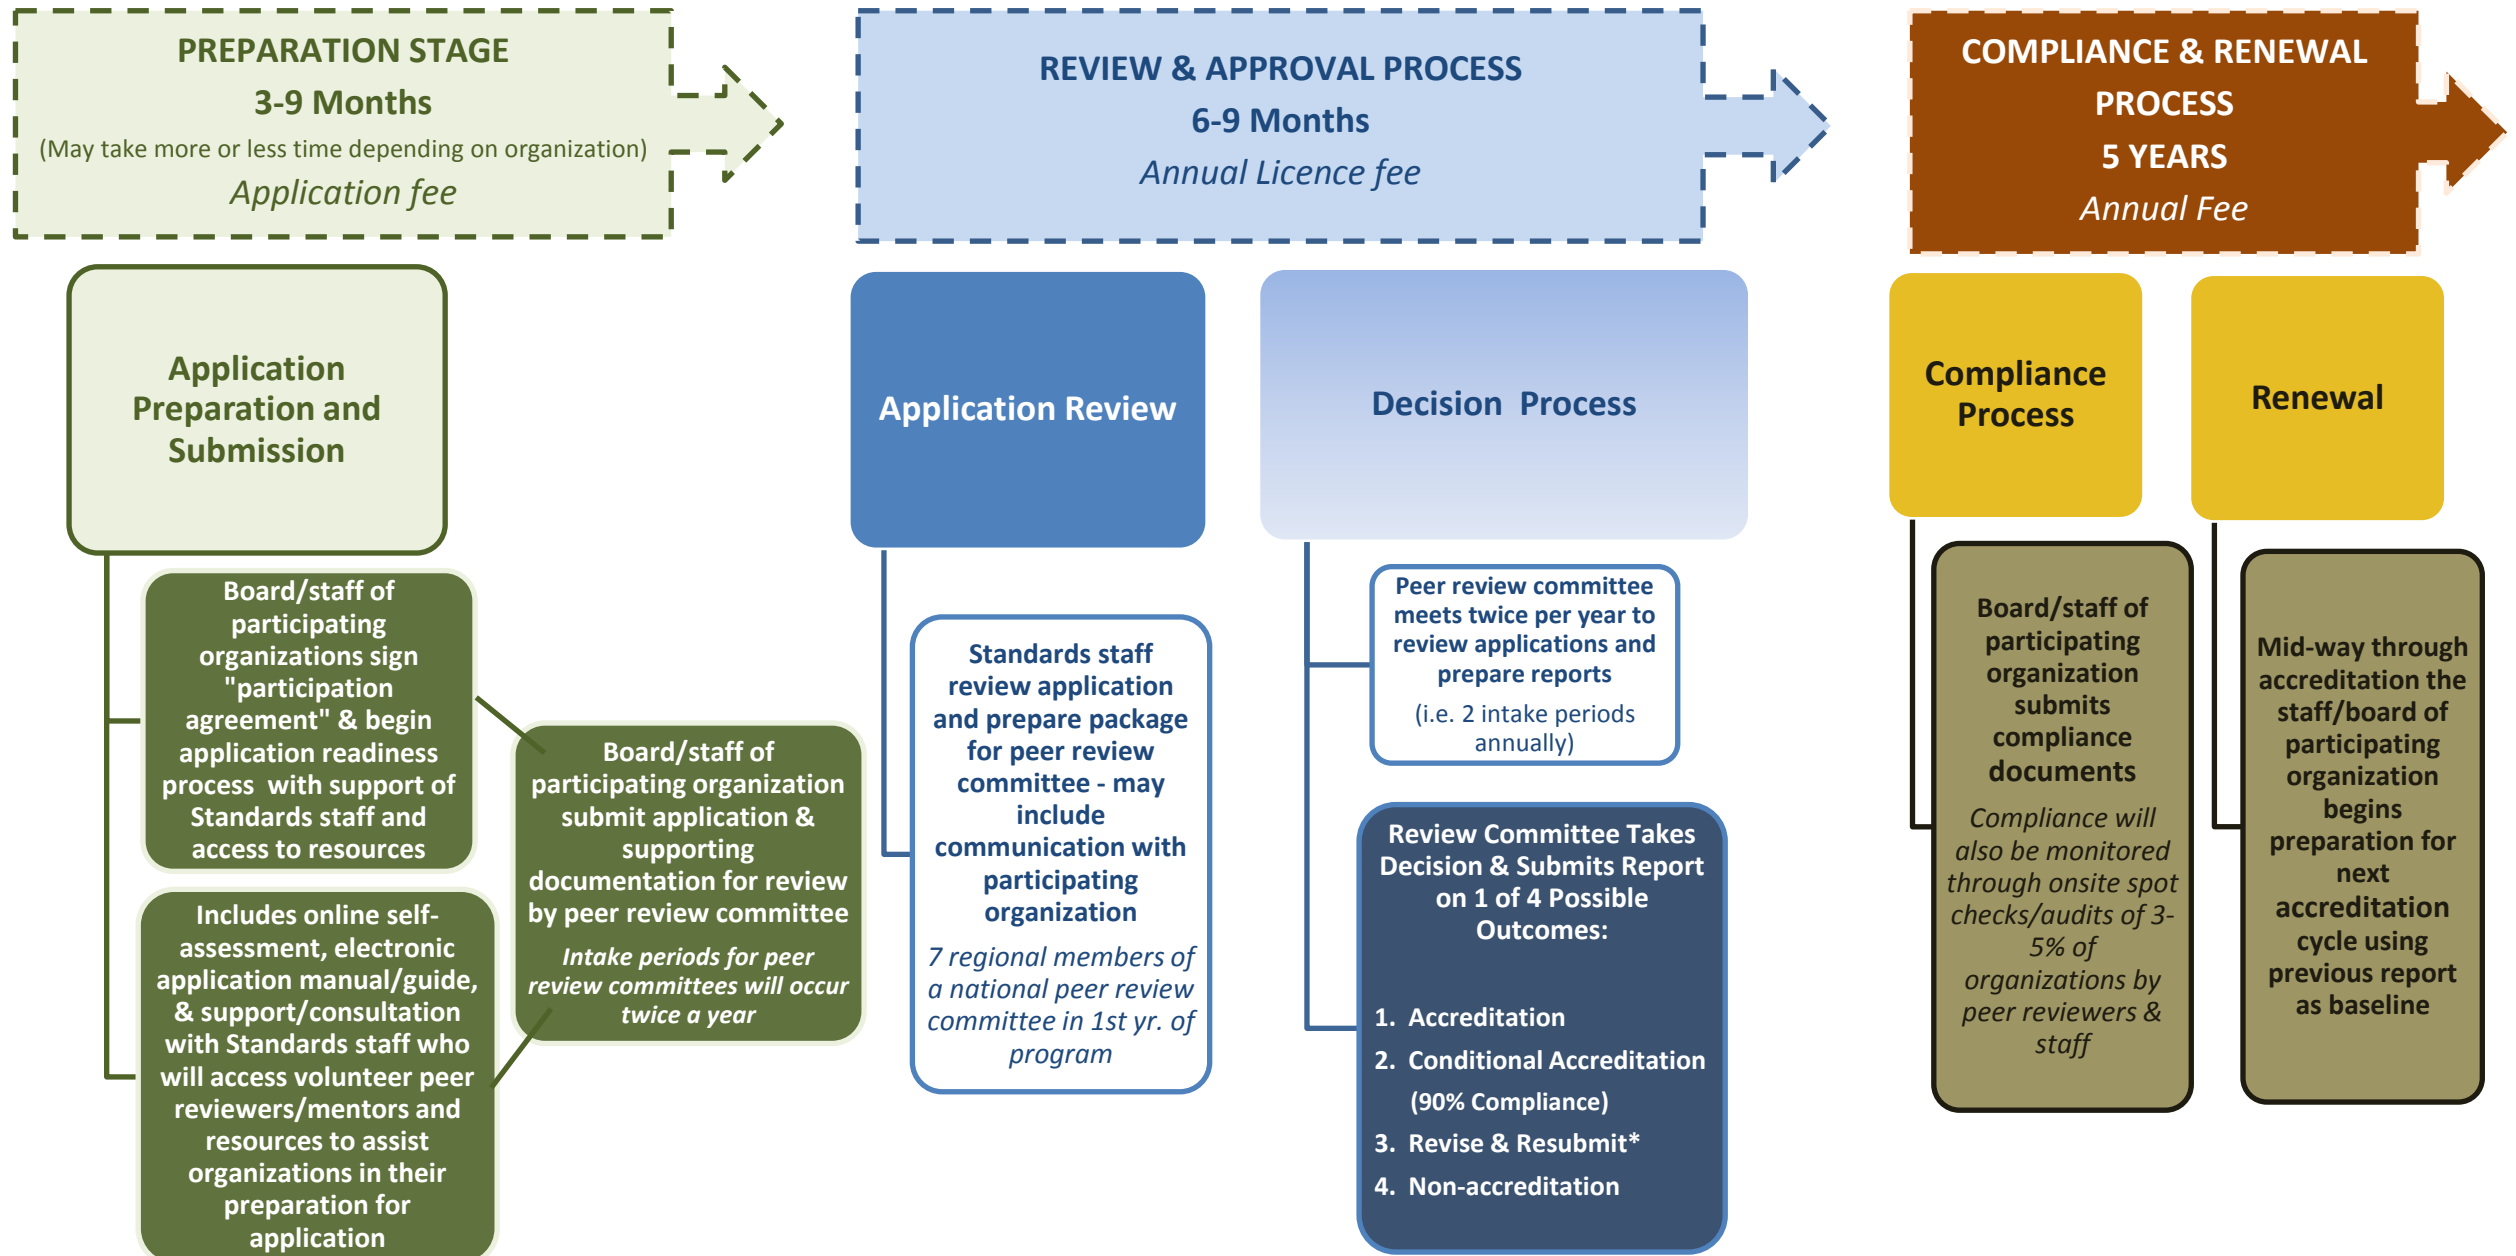 PREPARATION STAGE
3-9 Months
(May take more or less time depending on organization)
Application fee
REVIEW & APPROVAL PROCESS
6-9 Months
Annual Licence fee
COMPLIANCE & RENEWAL
PROCESS
5 YEARS
Annual Fee
Application
Preparation and
Submission
Board/staff of
participating
organizations sign
"participation
agreement" & begin
application readiness
process with support of
Standards staff and
access to resources
Includes online self-
assessment, electronic
application manual/guide,
& support/consultation
with Standards staff who
will access volunteer peer
reviewers/mentors and
resources to assist
organizations in their
preparation for
application
Board/staff of
participating organization
submit application &
supporting
documentation for review
by peer review committee
Intake periods for peer
review committees will occur
twice a year
Application Review
Standards staff
review application
and prepare package
for peer review
committee - may
include
communication with
participating
organization
7 regional members of
a national peer review
committee in 1st yr. of
program
Decision Process
Peer review committee
meets twice per year to
review applications and
prepare reports
(i.e. 2 intake periods
annually)
Review Committee Takes
Decision & Submits Report
on 1 of 4 Possible
Outcomes:
1. Accreditation
2. Conditional Accreditation
(90% Compliance)
3. Revise & Resubmit*
4. Non-accreditation
Compliance
Process
Board/staff of
participating
organization
submits
compliance
documents
Compliance will
also be monitored
through onsite spot
checks/audits of 3-
5% of
organizations by
peer reviewers &
staff
Renewal
Mid-way through
accreditation the
staff/board of
participating
organization
begins
preparation for
next
accreditation
cycle using
previous report
as baseline